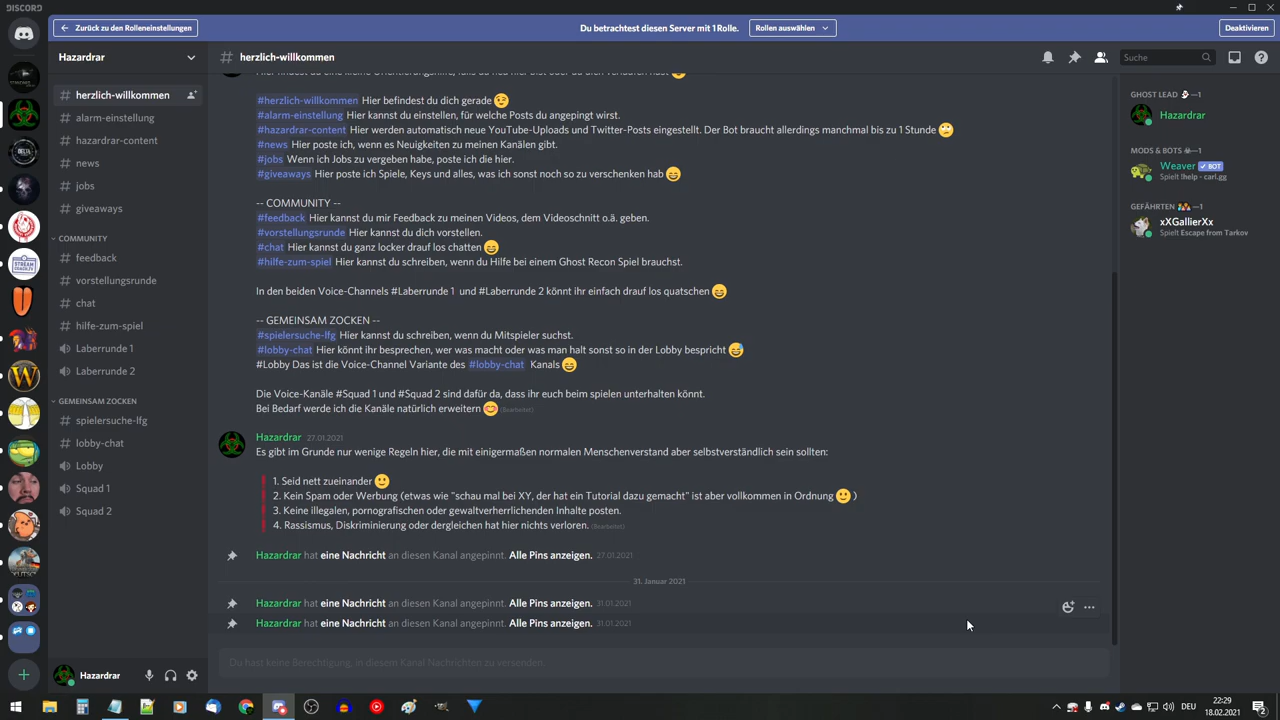 DISCORD
Zurück zu den Rolleneinstellungen
Du betrachtest diesen Server mit 1 Rolle.
Rollen auswählen
Deaktivieren
Hazardrar
herzlich-willkommen
Suche
herzlich-willkommen
alarm-einstellung
hazardrar-content
news
jobs
giveaways
COMMUNITY
feedback
vorstellungsrunde
chat
hilfe-zum-spiel
Laberrunde 1
Laberrunde 2
GEMEINSAM ZOCKEN
spielersuche-lfg
lobby-chat
Lobby
Squad 1
Squad 2
Hazardrar
#herzlich-willkommen Hier befindest du dich gerade 😉
#alarm-einstellung Hier kannst du einstellen, für welche Posts du angepingt wirst.
#hazardrar-content Hier werden automatisch neue YouTube-Uploads und Twitter-Posts eingestellt. Der Bot braucht allerdings manchmal bis zu 1 Stunde 🙄
#news Hier poste ich, wenn es Neuigkeiten zu meinen Kanälen gibt.
#jobs Wenn ich Jobs zu vergeben habe, poste ich die hier.
#giveaways Hier poste ich Spiele, Keys und alles, was ich sonst noch so zu verschenken hab 😄
-- COMMUNITY --
#feedback Hier kannst du mir Feedback zu meinen Videos, dem Videoschnitt o.ä. geben.
#vorstellungsrunde Hier kannst du dich vorstellen.
#chat Hier kannst du ganz locker drauf los chatten 😄
#hilfe-zum-spiel Hier kannst du schreiben, wenn du Hilfe bei einem Ghost Recon Spiel brauchst.
In den beiden Voice-Channels #Laberrunde 1 und #Laberrunde 2 könnt ihr einfach drauf los quatschen 😄
-- GEMEINSAM ZOCKEN --
#spielersuche-lfg Hier kannst du schreiben, wenn du Mitspieler suchst.
#lobby-chat Hier könnt ihr besprechen, wer was macht oder was man halt sonst so in der Lobby bespricht 😅
#Lobby Das ist die Voice-Channel Variante des #lobby-chat Kanals 😄
Die Voice-Kanäle #Squad 1 und #Squad 2 sind dafür da, dass ihr euch beim spielen unterhalten könnt.
Bei Bedarf werde ich die Kanäle natürlich erweitern 😊 (Bearbeitet)
Hazardrar 27.01.2021
Es gibt im Grunde nur wenige Regeln hier, die mit einigermaßen normalen Menschenverstand aber selbstverständlich sein sollten:
1. Seid nett zueinander 🙂
2. Kein Spam oder Werbung (etwas wie "schau mal bei XY, der hat ein Tutorial dazu gemacht" ist aber vollkommen in Ordnung 🙂 )
3. Keine illegalen, pornografischen oder gewaltverherrlichenden Inhalte posten.
4. Rassismus, Diskriminierung oder dergleichen hat hier nichts verloren. (Bearbeitet)
Hazardrar hat eine Nachricht an diesen Kanal angepinnt. Alle Pins anzeigen. 27.01.2021
31. Januar 2021
Hazardrar hat eine Nachricht an diesen Kanal angepinnt. Alle Pins anzeigen. 31.01.2021
Hazardrar hat eine Nachricht an diesen Kanal angepinnt. Alle Pins anzeigen. 31.01.2021
Du hast keine Berechtigung, in diesem Kanal Nachrichten zu versenden
GHOST LEAD —1
Hazardrar
MODS & BOTS —1
Weaver BOT
Spielt !help - carl.gg
GEFÄHRTEN —1
xXGallierXx
Spielt Escape from Tarkov
DEU
22:29
18.02.2021